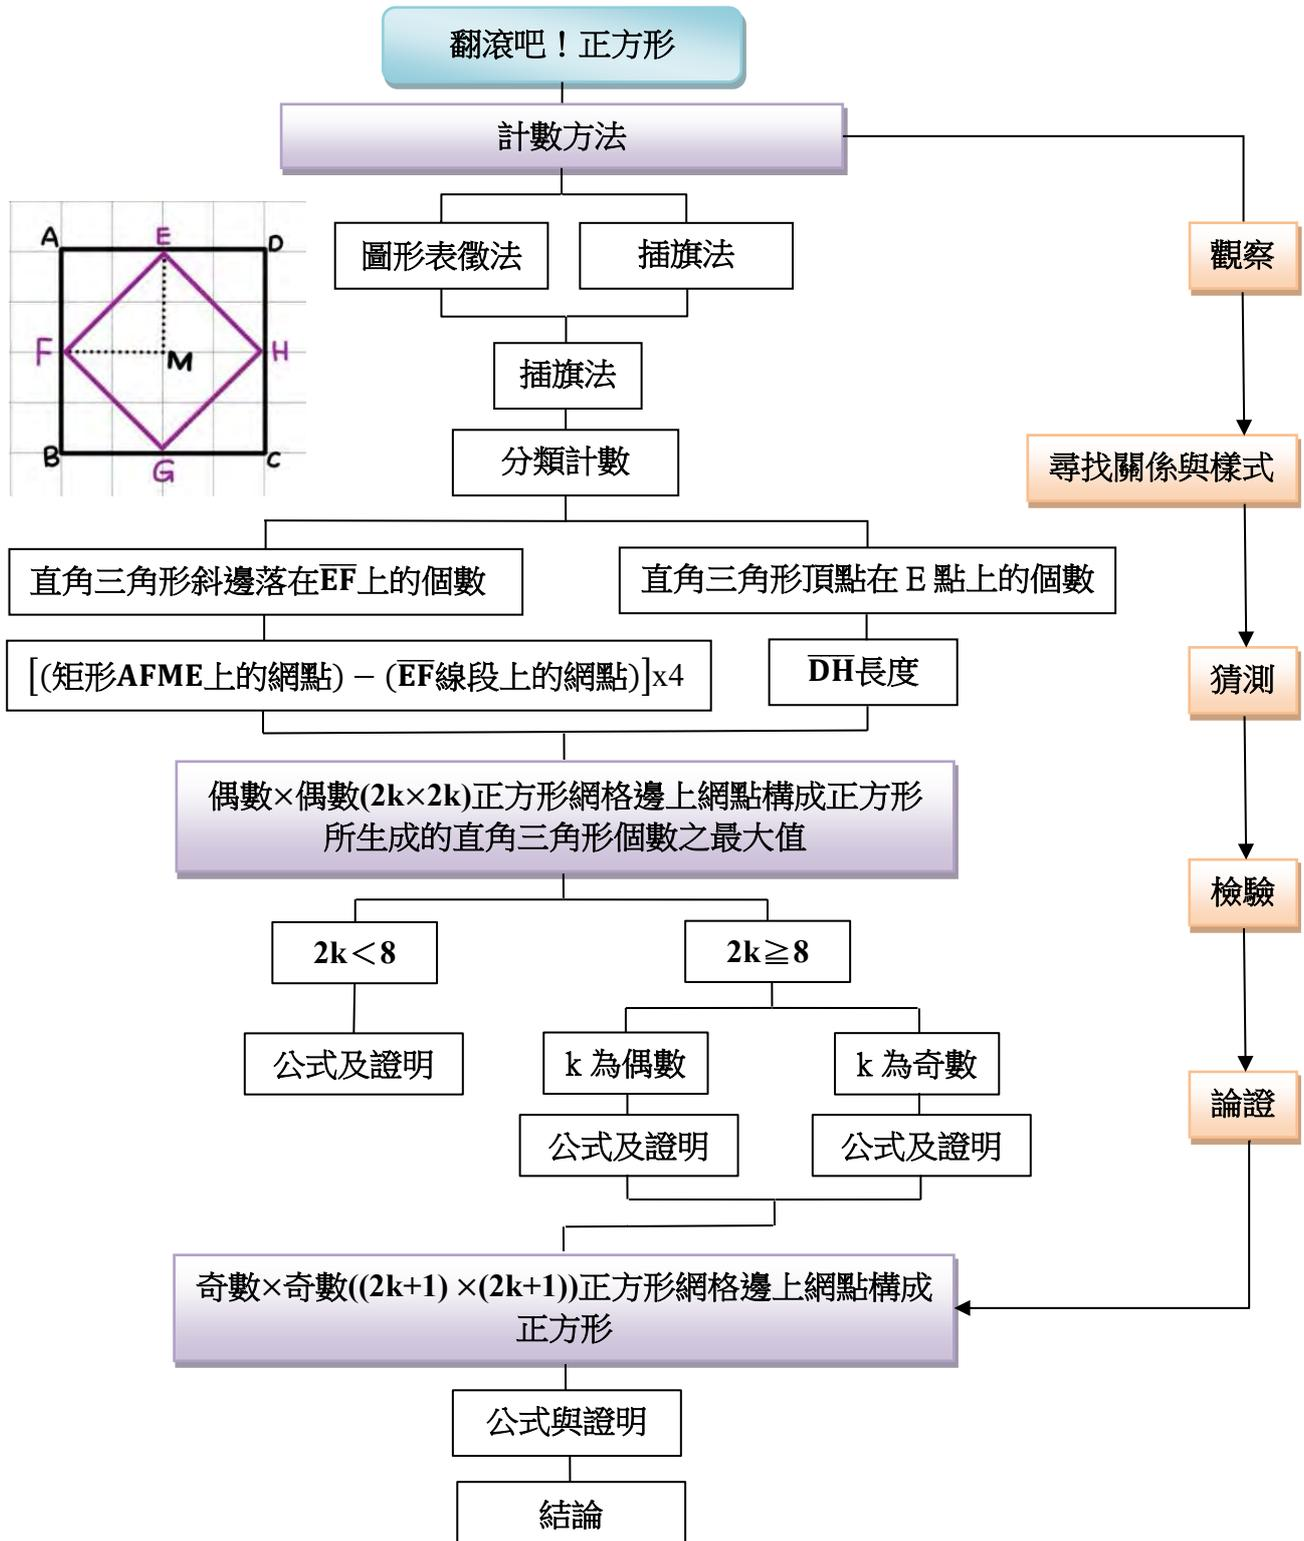 翻滾吧！正方形
計數方法
圖形表徵法
插旗法
觀察
A
E
D
F
M
H
B
G
C
插旗法
分類計數
尋找關係與樣式
直角三角形斜邊落在E̅F̅上的個數
直角三角形頂點在 E 點上的個數
[(矩形AFME上的網點) − (E̅F̅線段上的網點)]x4
D̅H̅長度
猜測
偶數×偶數(2k×2k)正方形網格邊上網點構成正方形
所生成的直角三角形個數之最大值
檢驗
2k＜8
2k≧8
公式及證明
k 為偶數
k 為奇數
論證
公式及證明
公式及證明
奇數×奇數((2k+1) ×(2k+1))正方形網格邊上網點構成
正方形
公式與證明
結論